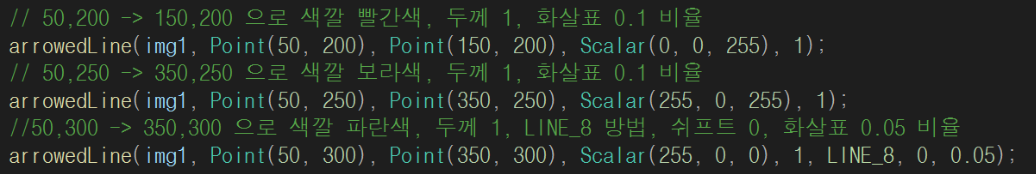 // 50,200 -> 150,200 으로 색깔 빨간색, 두께 1, 화살표 0.1 비율
arrowedLine(img1, Point(50, 200), Point(150, 200), Scalar(0, 0, 255), 1);
// 50,250 -> 350,250 으로 색깔 보라색, 두께 1, 화살표 0.1 비율
arrowedLine(img1, Point(50, 250), Point(350, 250), Scalar(255, 0, 255), 1);
//50,300 -> 350,300 으로 색깔 파란색, 두께 1, LINE_8 방법, 쉬프트 0, 화살표 0.05 비율
arrowedLine(img1, Point(50, 300), Point(350, 300), Scalar(255, 0, 0), 1, LINE_8, 0, 0.05);